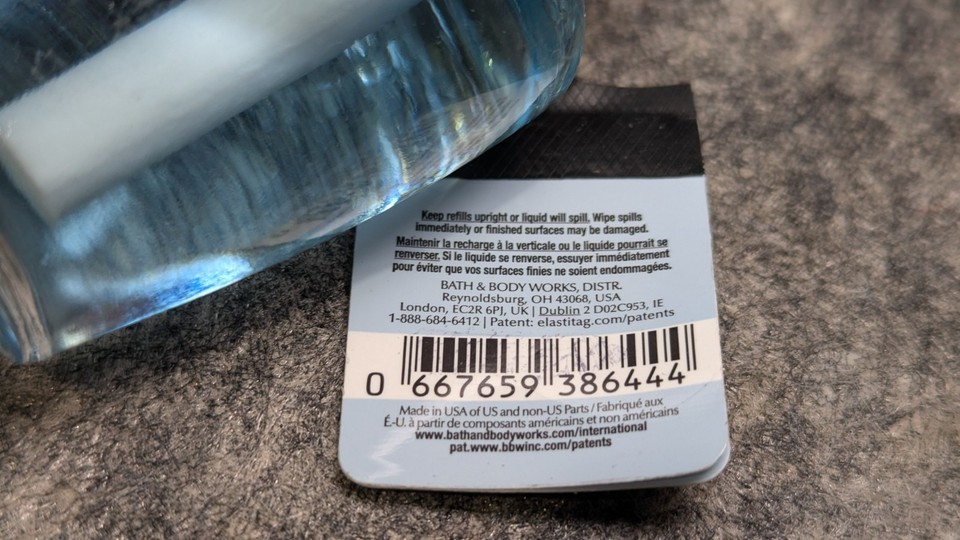 Keep refills upright or liquid will spill. Wipe spills
immediately or finished surfaces may be damaged.
Maintenir la recharge à la verticale ou le liquide pourrait se
renverser. Si le liquide se renverse, essuyer immédiatement
pour éviter que vos surfaces finies ne soient endommagées.
BATH & BODY WORKS, DISTR.
Reynoldsburg, OH 43068, USA
London, EC2R 6PJ, UK | Dublin 2 D02C953, IE
1-888-684-6412 | Patent: elastitag.com/patents
0 667659 386444
Made in USA of US and non-US Parts / Fabriqué aux
É.-U. à partir de composants américains et non américains
www.bathandbodyworks.com/international
pat.www.bbwinc.com/patents